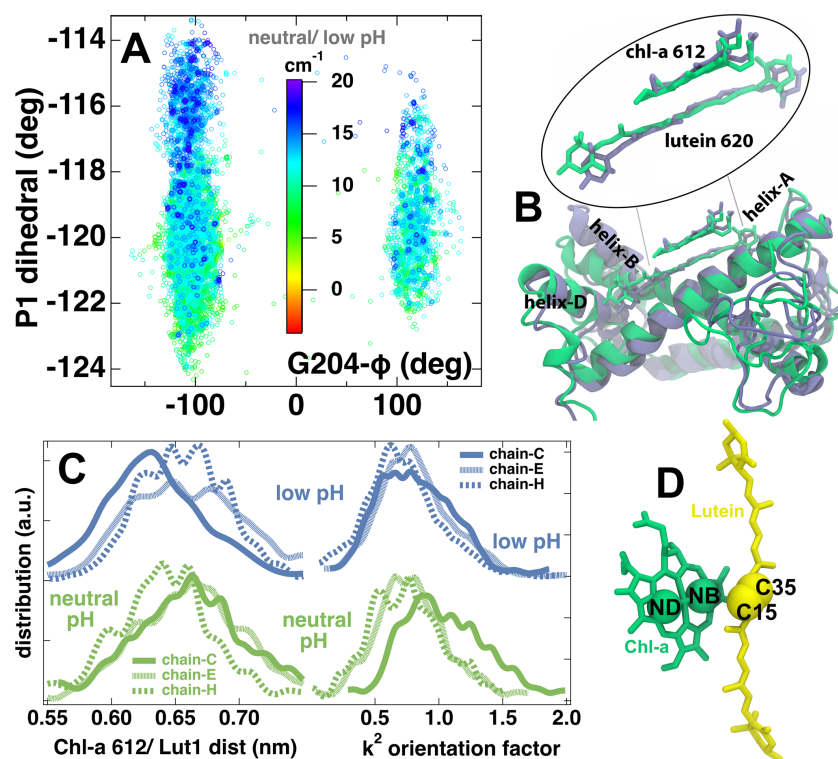 A
neutral/ low pH
cm-1
20
15
10
5
0
-114
-116
-118
-120
-122
-124
P1 dihedral (deg)
G204-ϕ (deg)
-100
0
100
B
chl-a 612
lutein 620
helix-A
helix-B
helix-D
C
chain-C
chain-E
chain-H
low pH
low pH
neutral
pH
neutral
pH
chain-C
chain-E
chain-H
distribution (a.u.)
0.55
0.60
0.65
0.70
0.5
1.0
1.5
2.0
Chl-a 612/ Lut1 dist (nm)
k2 orientation factor
D
Lutein
C35
C15
NB
ND
Chl-a